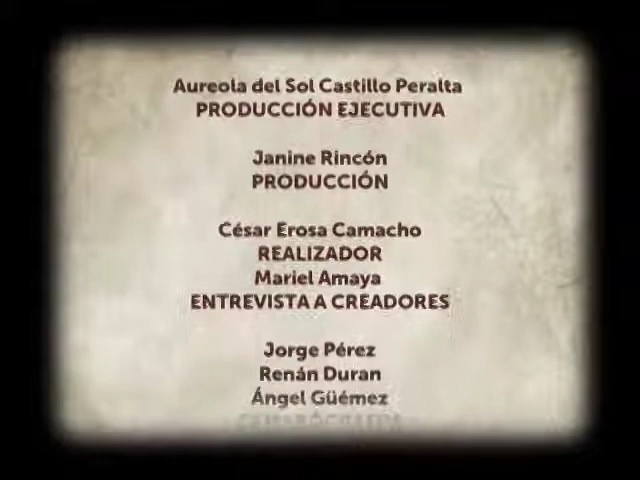 Aureola del Sol Castillo Peralta
PRODUCCIÓN EJECUTIVA
Janine Rincón
PRODUCCIÓN
César Erosa Camacho
REALIZADOR
Mariel Amaya
ENTREVISTA A CREADORES
Jorge Pérez
Renán Duran
Ángel Güémez